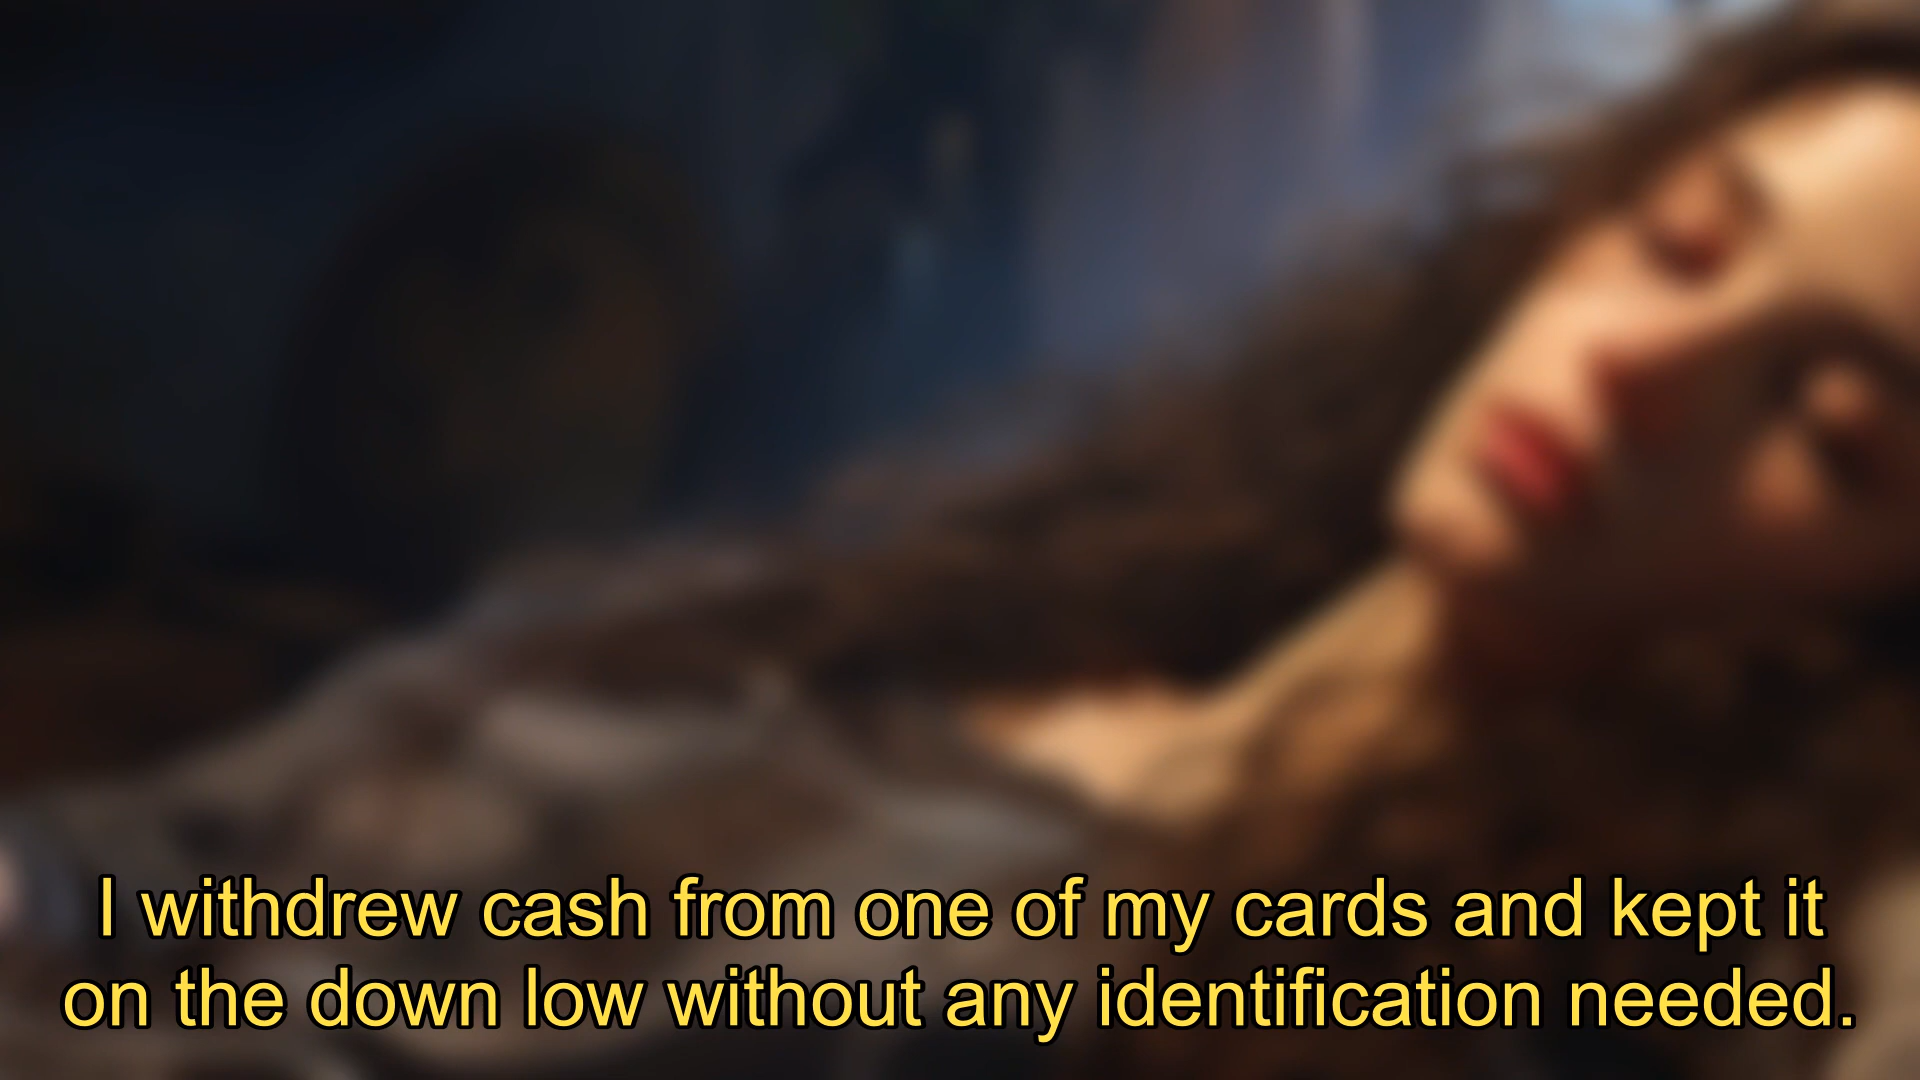 I withdrew cash from one of my cards and kept it
on the down low without any identification needed.